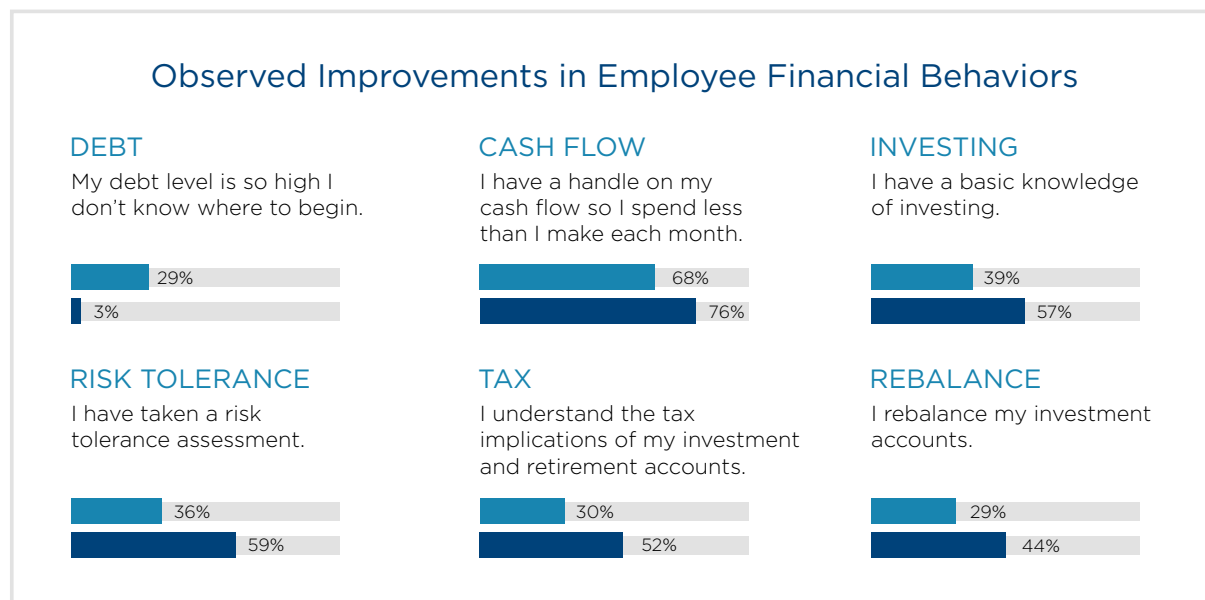 Observed Improvements in Employee Financial Behaviors
DEBT
My debt level is so high I
don’t know where to begin.
29%
3%
CASH FLOW
I have a handle on my
cash flow so I spend less
than I make each month.
68%
76%
INVESTING
I have a basic knowledge
of investing.
39%
57%
RISK TOLERANCE
I have taken a risk
tolerance assessment.
36%
59%
TAX
I understand the tax
implications of my investment
and retirement accounts.
30%
52%
REBALANCE
I rebalance my investment
accounts.
29%
44%